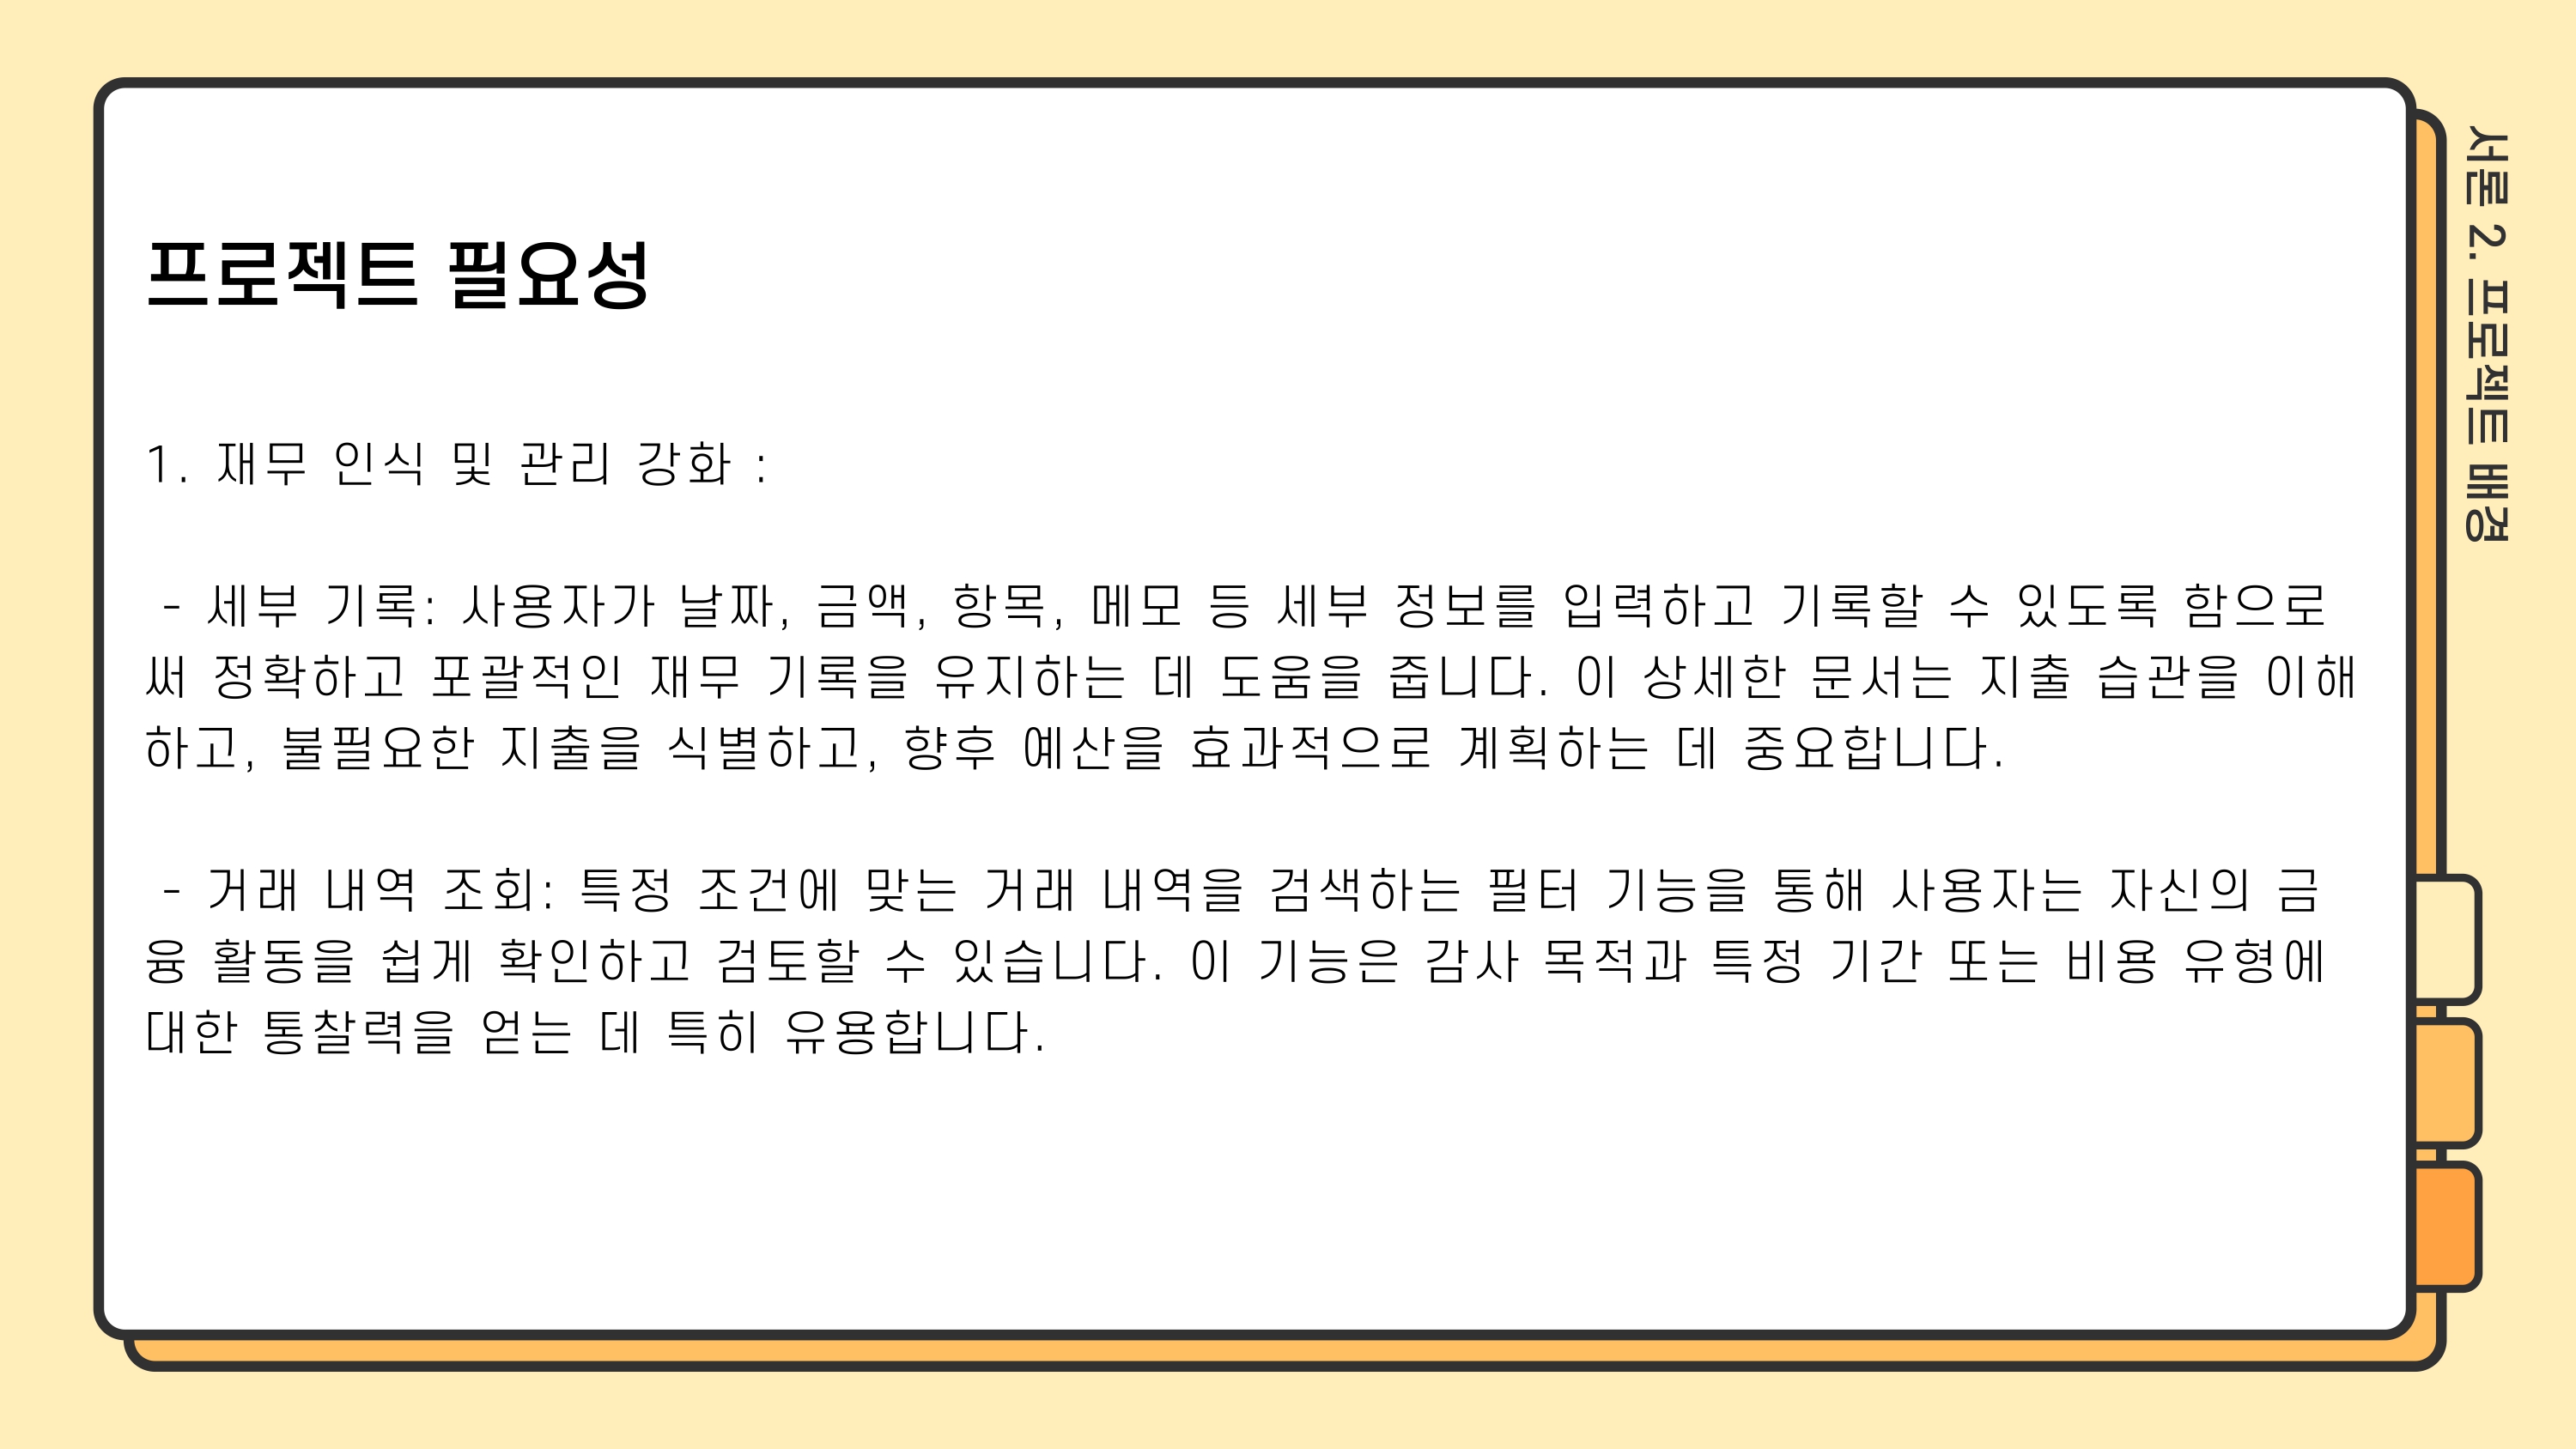 프로젝트 필요성
1. 재무 인식 및 관리 강화 :
- 세부 기록: 사용자가 날짜, 금액, 항목, 메모 등 세부 정보를 입력하고 기록할 수 있도록 함으로
써 정확하고 포괄적인 재무 기록을 유지하는 데 도움을 줍니다. 이 상세한 문서는 지출 습관을 이해
하고, 불필요한 지출을 식별하고, 향후 예산을 효과적으로 계획하는 데 중요합니다.
- 거래 내역 조회: 특정 조건에 맞는 거래 내역을 검색하는 필터 기능을 통해 사용자는 자신의 금
융 활동을 쉽게 확인하고 검토할 수 있습니다. 이 기능은 감사 목적과 특정 기간 또는 비용 유형에
대한 통찰력을 얻는 데 특히 유용합니다.
서론 2. 프로젝트 배경